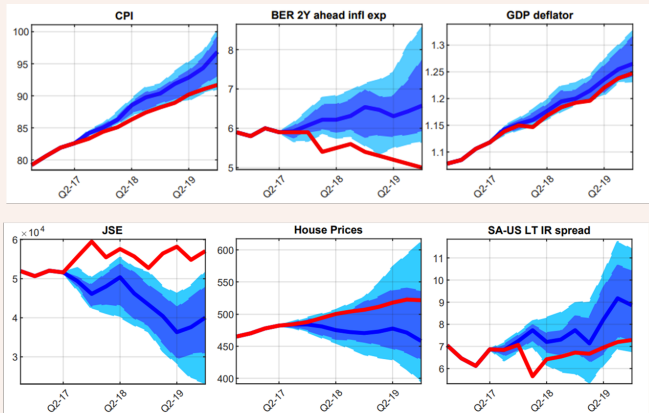 CPI
100
95
90
85
80
Q2-17
Q2-18
Q2-19
BER 2Y ahead infl exp
8
7
6
5
Q2-17
Q2-18
Q2-19
GDP deflator
1.3
1.25
1.2
1.15
1.1
Q2-17
Q2-18
Q2-19
JSE
×10⁴
6
5
4
3
Q2-17
Q2-18
Q2-19
House Prices
600
550
500
450
400
Q2-17
Q2-18
Q2-19
SA-US LT IR spread
11
10
9
8
7
6
Q2-17
Q2-18
Q2-19